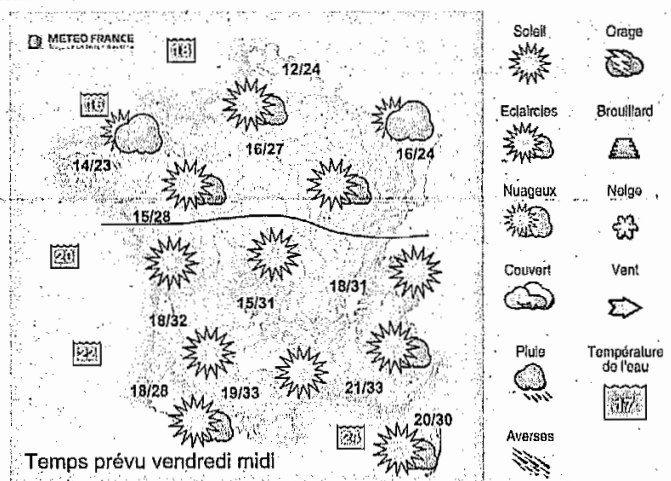 METEO FRANCE
18
12/24
16
14/23
16/27
16/24
15/28
20
15/31
18/31
18/32
22
18/28
19/33
21/33
20/30
24
Temps prévu vendredi midi
Soleil
Orage
Eclaircies
Brouillard
Nuageux
Neige
Couvert
Vent
Pluie
Température
de l'eau
17
Averses